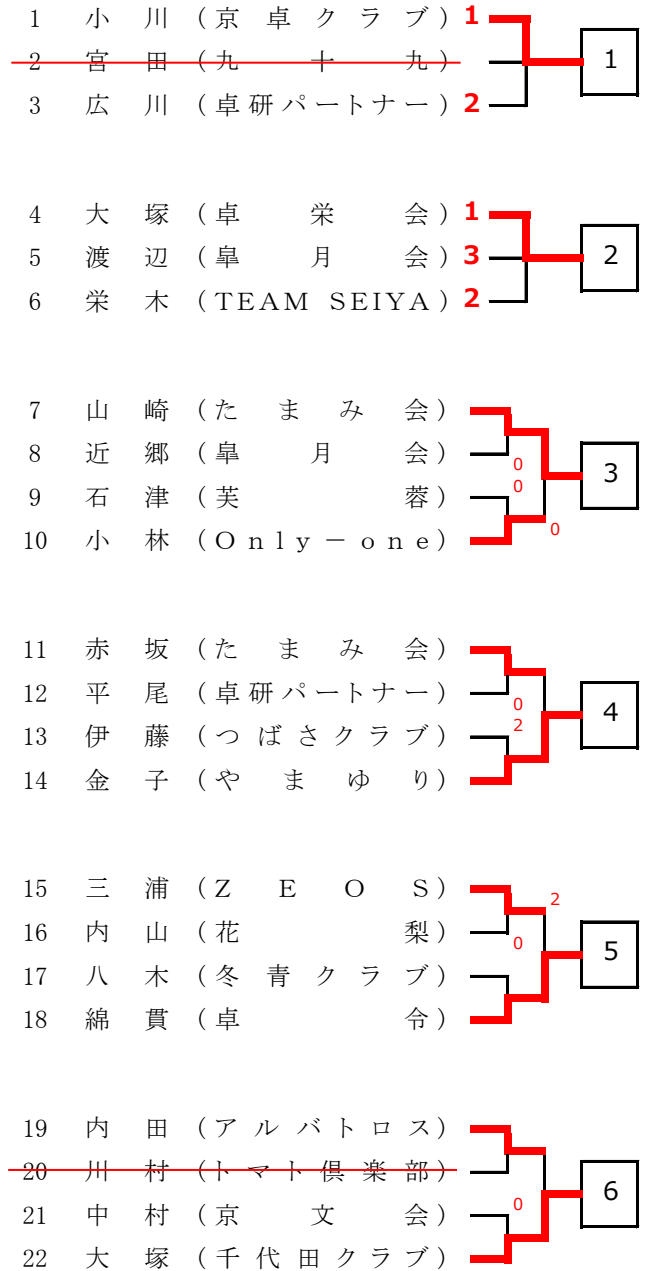 1 小川(京卓クラブ) 1
2 宮田(九十九)
1
3 広川(卓研パートナー) 2
4 大塚(卓栄会) 1
5 渡辺(皐月会) 3
2
6 栄木(TEAM SEIYA) 2
7 山崎(たまみ会)
8 近郷(皐月会)
0
3
9 石津(芙蓉)
0
10 小林(Only－one)
0
11 赤坂(たまみ会)
12 平尾(卓研パートナー)
0
4
13 伊藤(つばさクラブ)
2
14 金子(やまゆり)
15 三浦(ZEOS)
2
16 内山(花梨)
0
5
17 八木(冬青クラブ)
18 綿貫(卓令)
19 内田(アルバトロス)
20 川村(トマト倶楽部)
6
21 中村(京文会)
0
22 大塚(千代田クラブ)